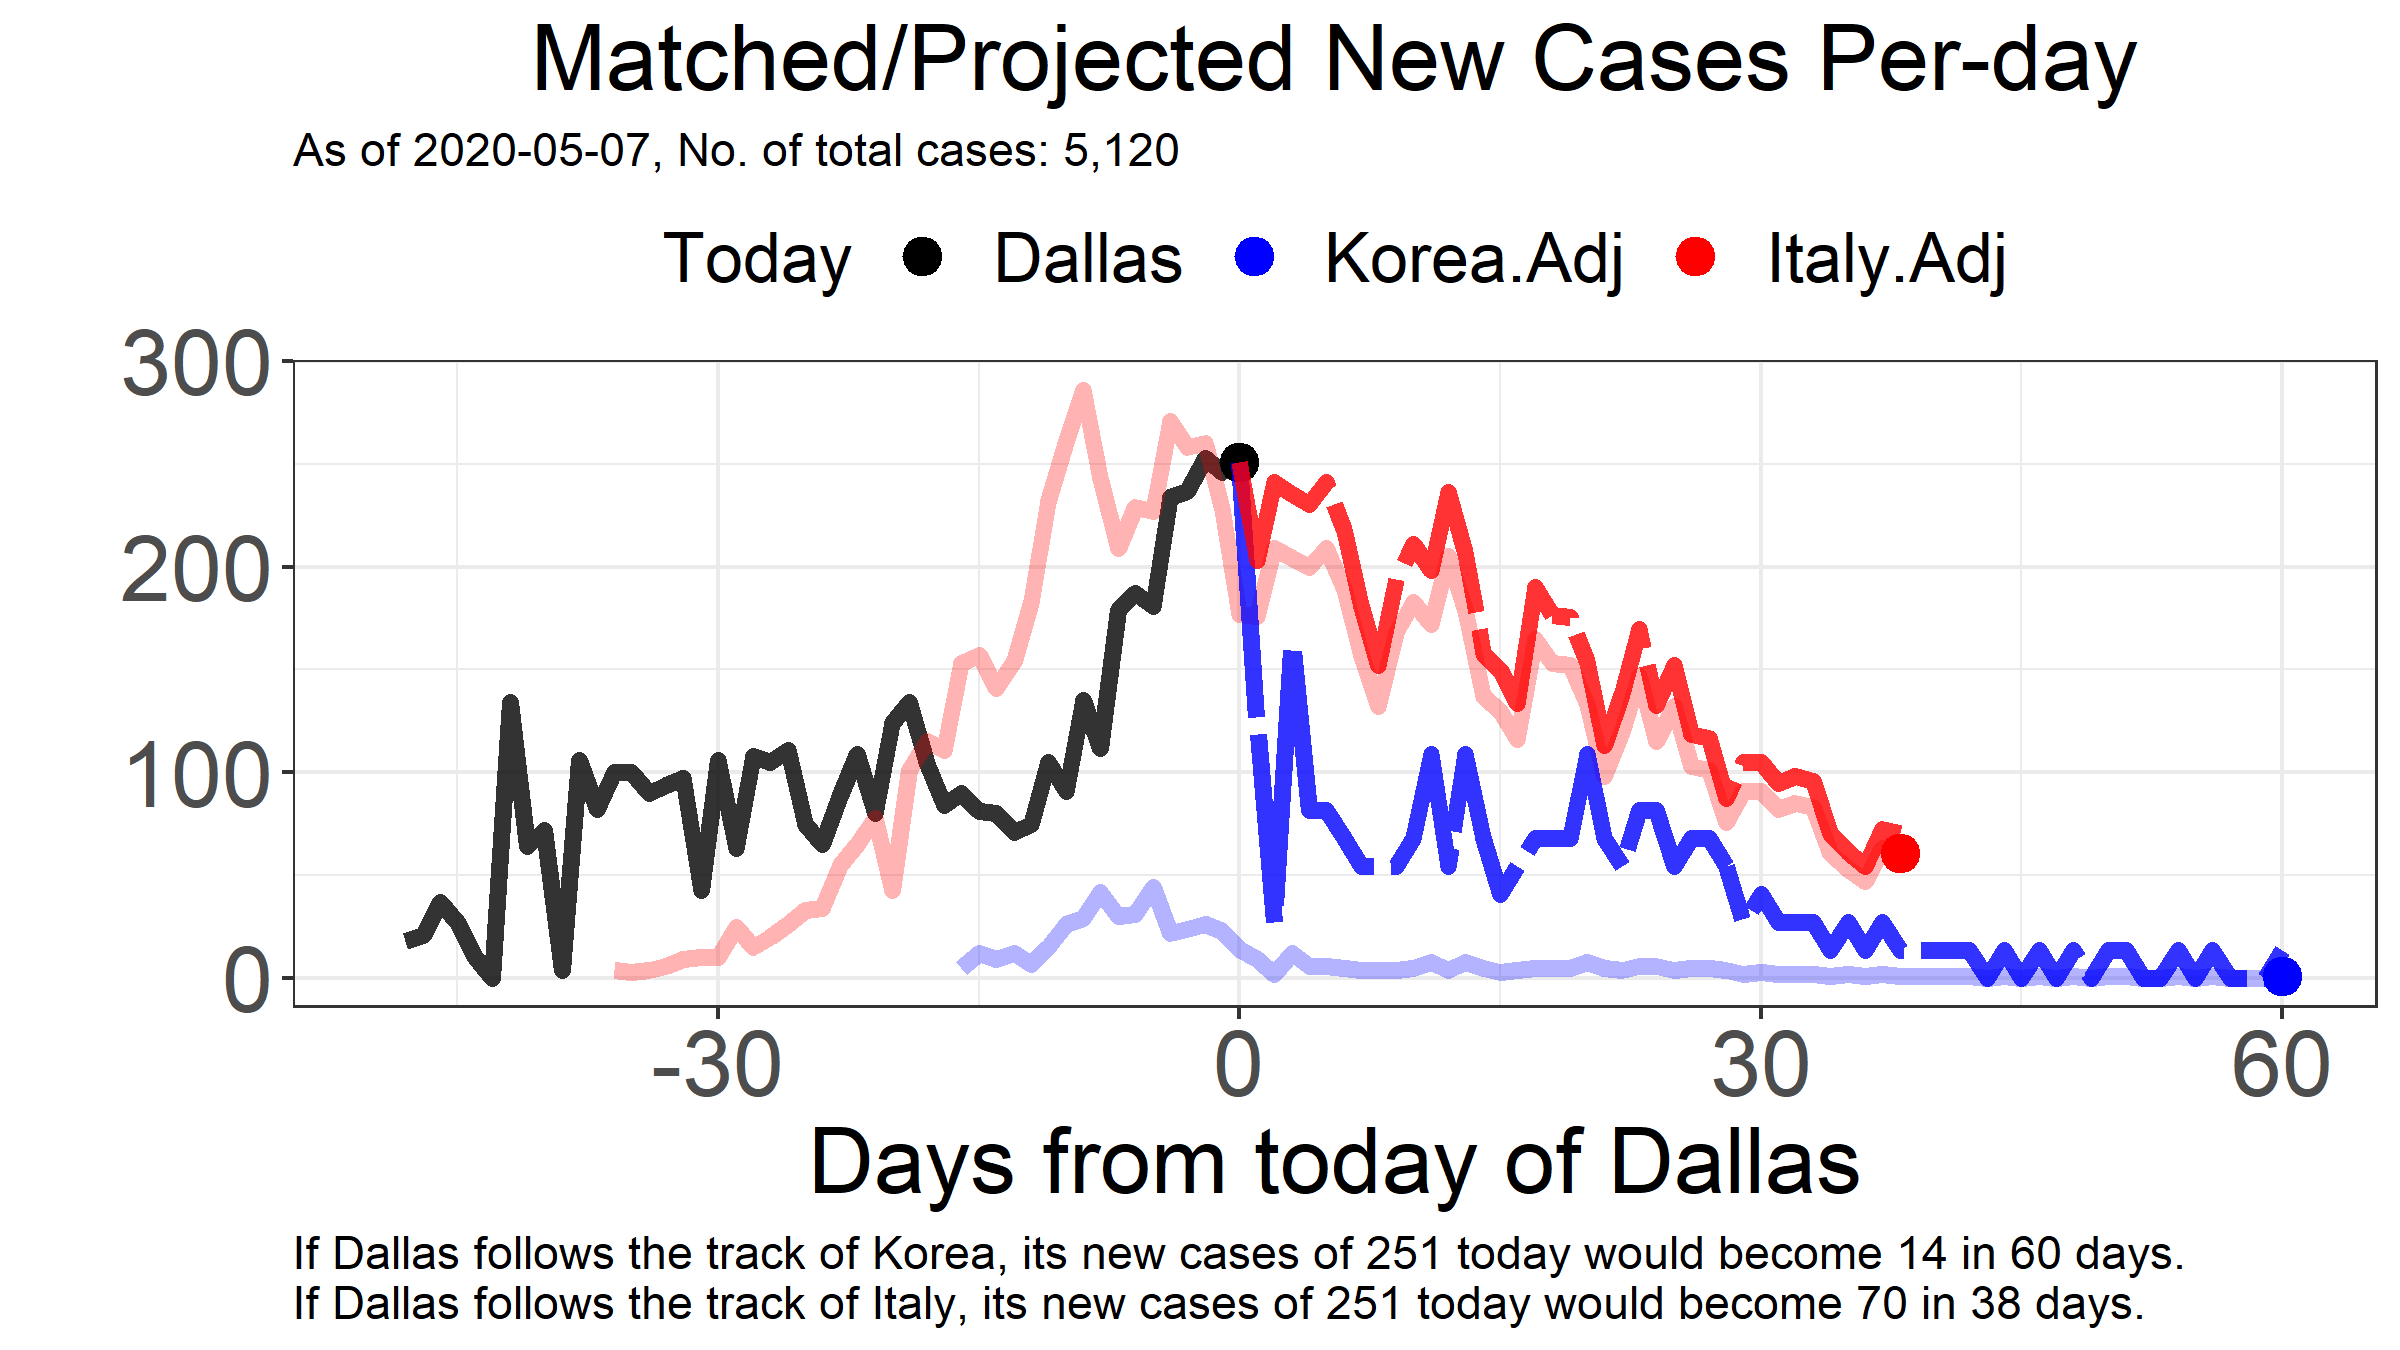 Matched/Projected New Cases Per-day
As of 2020-05-07, No. of total cases: 5,120
Today Dallas Korea.Adj Italy.Adj
300
200
100
0
-30 0 30 60
Days from today of Dallas
If Dallas follows the track of Korea, its new cases of 251 today would become 14 in 60 days.
If Dallas follows the track of Italy, its new cases of 251 today would become 70 in 38 days.